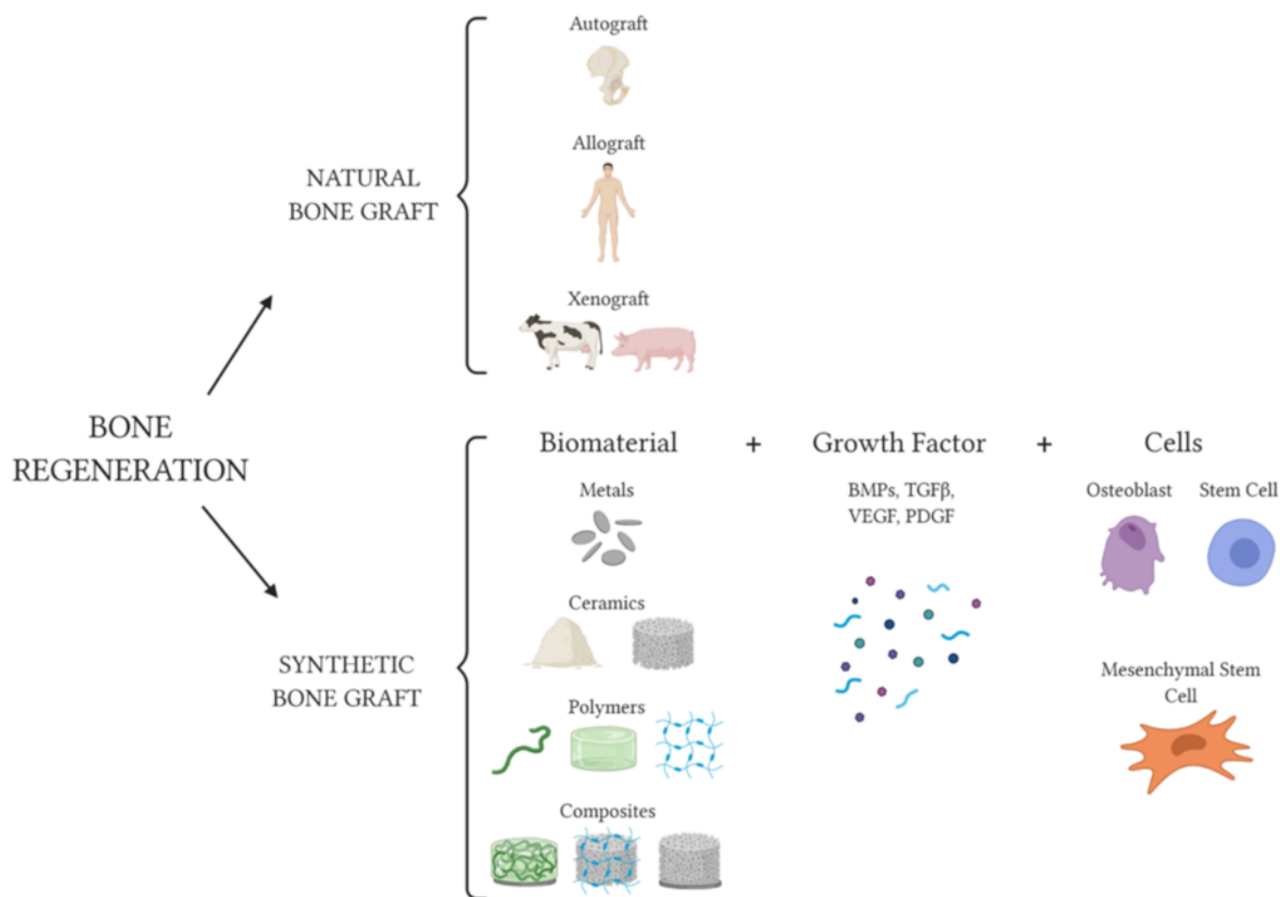 Autograft
Allograft
NATURAL
BONE GRAFT
Xenograft
BONE
REGENERATION
Biomaterial + Growth Factor + Cells
Metals
BMPs, TGFβ,
VEGF, PDGF
Osteoblast Stem Cell
Ceramics
SYNTHETIC
BONE GRAFT
Polymers
Mesenchymal Stem
Cell
Composites